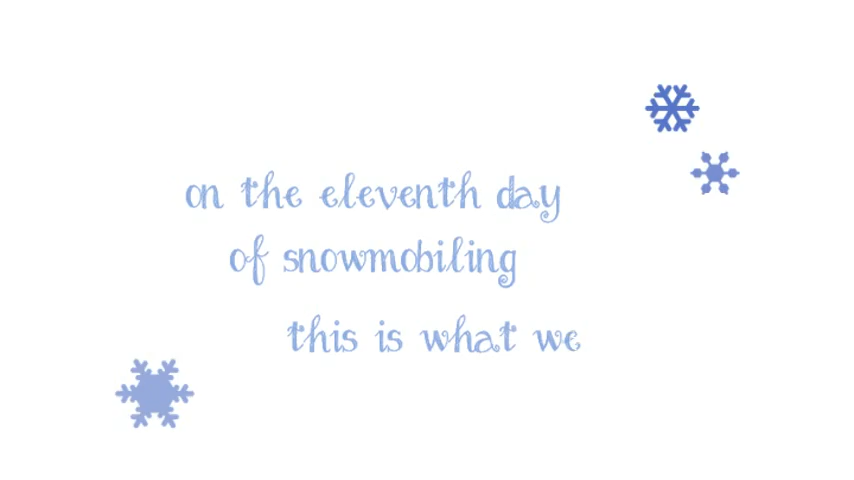 on the eleventh day
of snowmobiling
this is what we